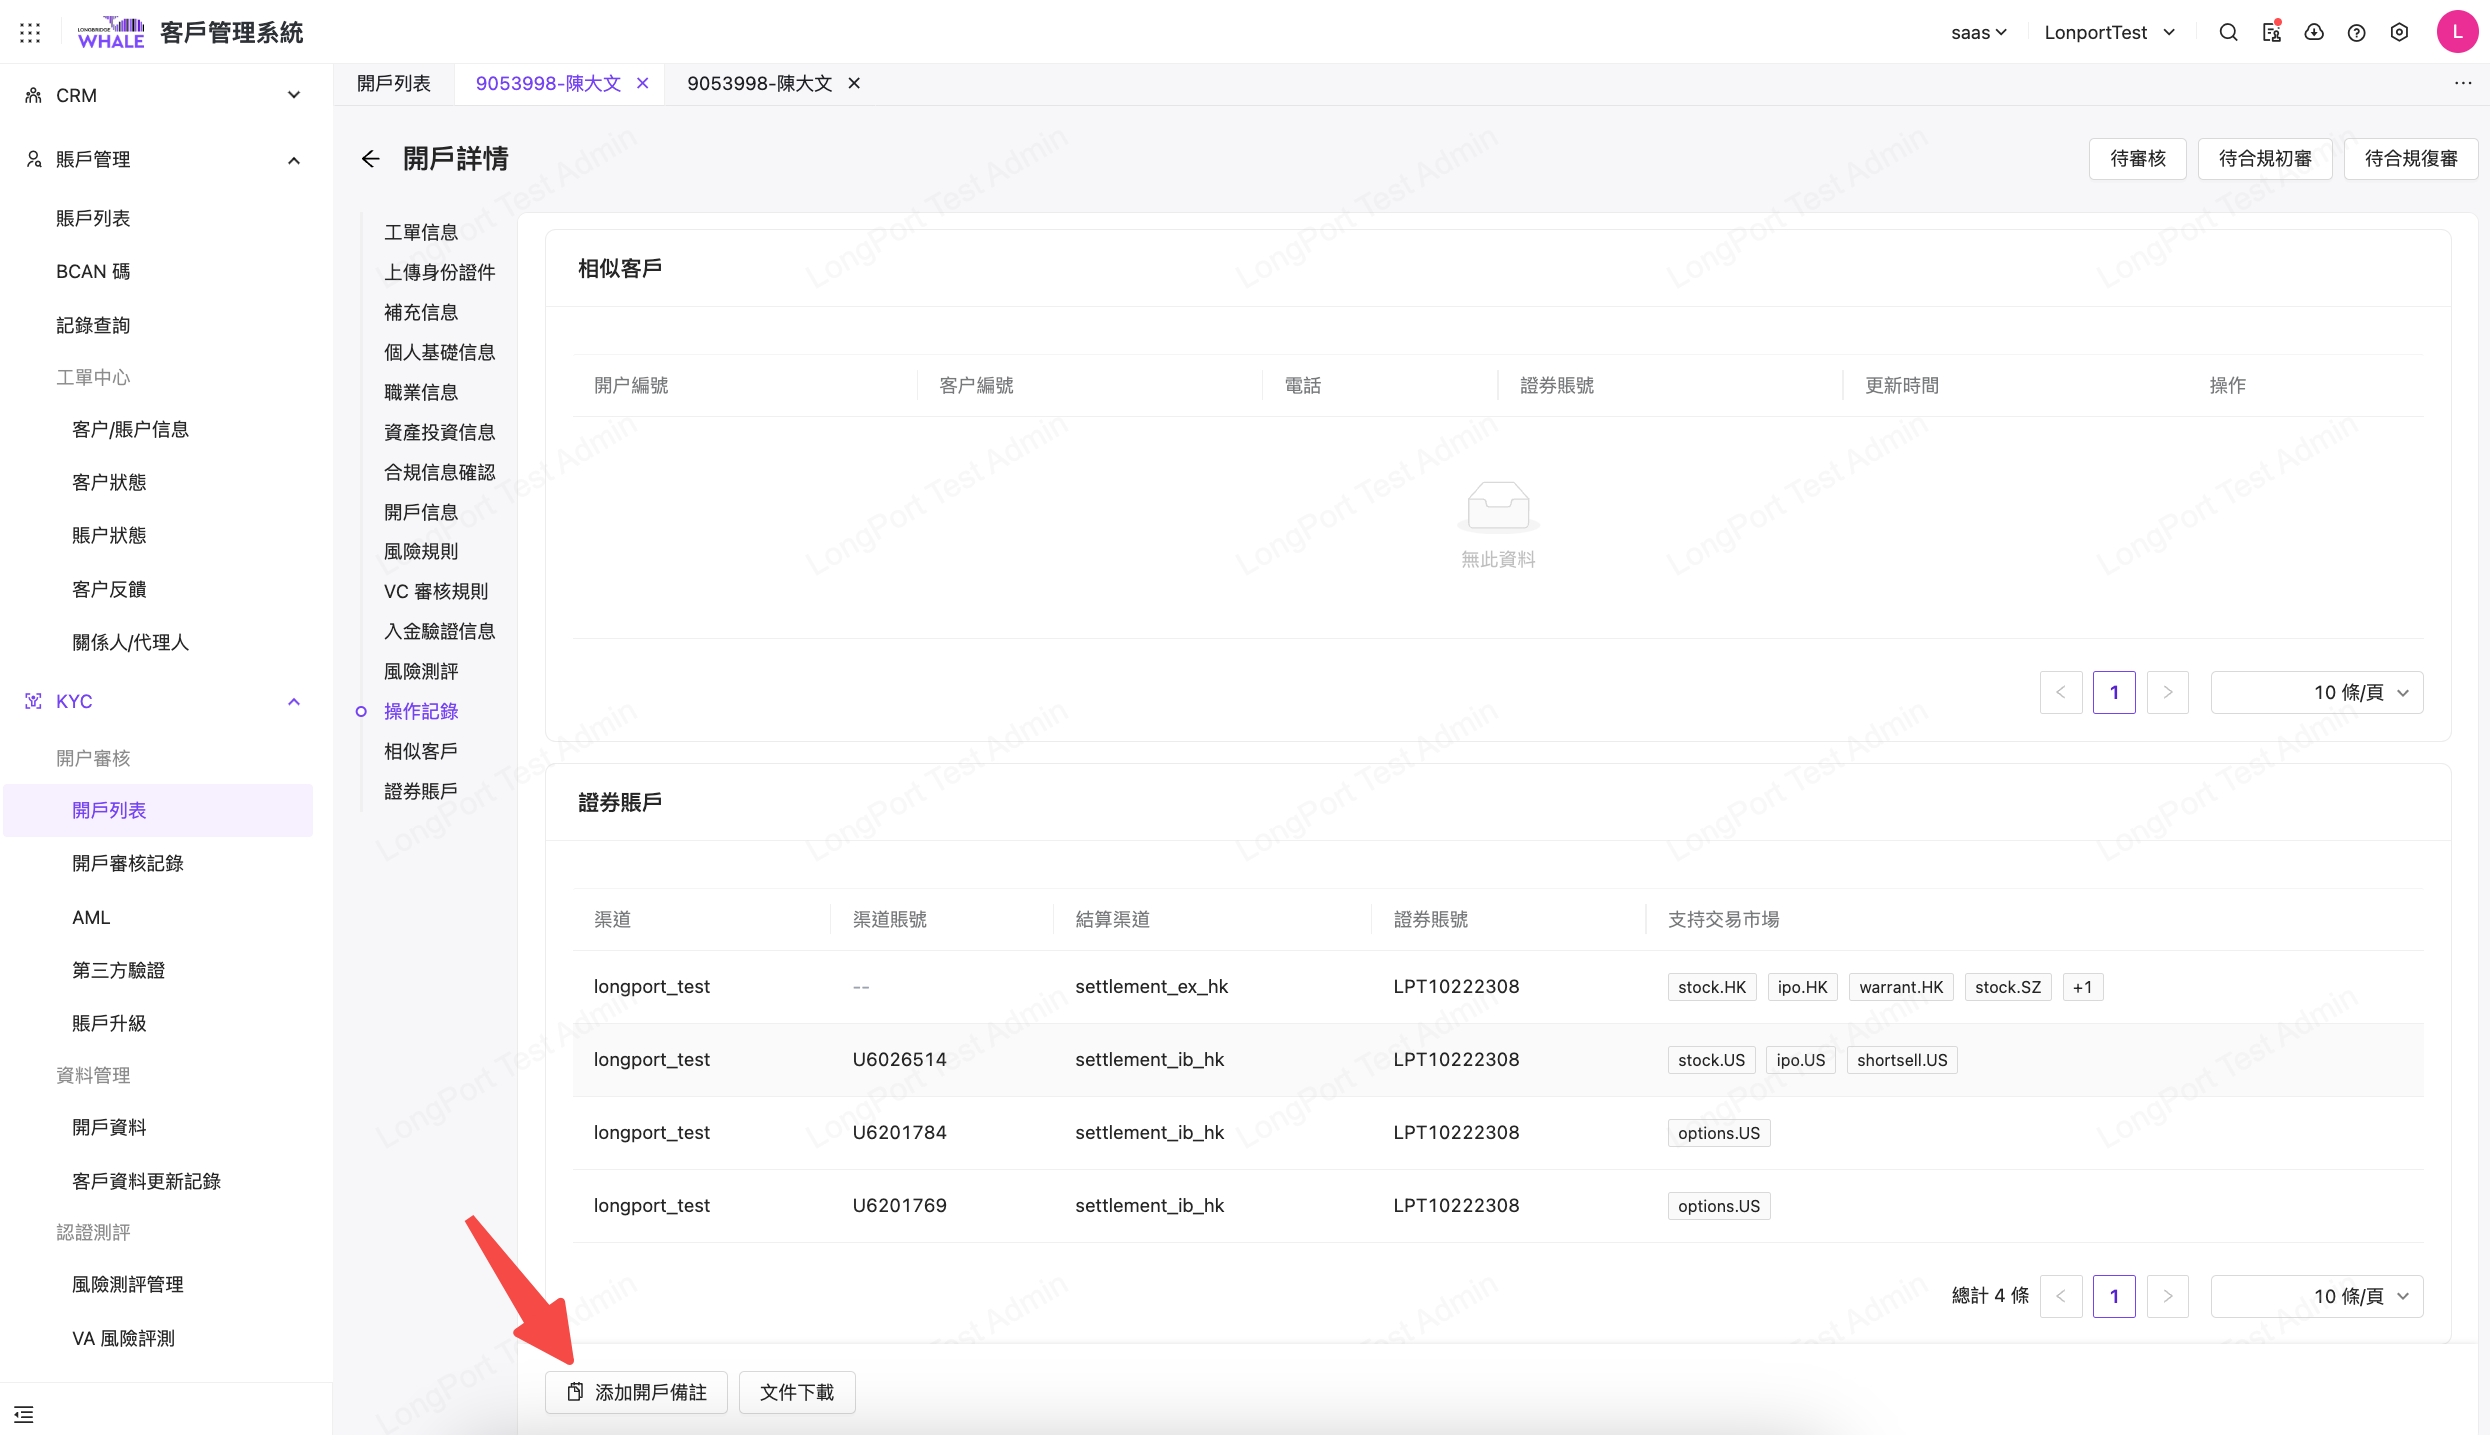 LONGBRIDGE
WHALE
客戶管理系統
saas
LonportTest
L
CRM
賬戶管理
賬戶列表
BCAN 碼
記錄查詢
工單中心
客户/賬户信息
客户狀態
賬户狀態
客户反饋
關係人/代理人
KYC
開户審核
開戶列表
開戶審核記錄
AML
第三方驗證
賬戶升級
資料管理
開戶資料
客戶資料更新記錄
認證測評
風險測評管理
VA 風險評測
開戶列表
9053998-陳大文
9053998-陳大文
開戶詳情
待審核
待合規初審
待合規復審
工單信息
上傳身份證件
補充信息
個人基礎信息
職業信息
資產投資信息
合規信息確認
開戶信息
風險規則
VC 審核規則
入金驗證信息
風險測評
操作記錄
相似客戶
證券賬戶
相似客戶
開户編號 客户編號 電話 證券賬號 更新時間 操作
無此資料
1
10 條/頁
證券賬戶
渠道 渠道賬號 結算渠道 證券賬號 支持交易市場
longport_test -- settlement_ex_hk LPT10222308 stock.HK ipo.HK warrant.HK stock.SZ +1
longport_test U6026514 settlement_ib_hk LPT10222308 stock.US ipo.US shortsell.US
longport_test U6201784 settlement_ib_hk LPT10222308 options.US
longport_test U6201769 settlement_ib_hk LPT10222308 options.US
總計 4 條
1
10 條/頁
添加開戶備註
文件下載
LongPort Test Admin